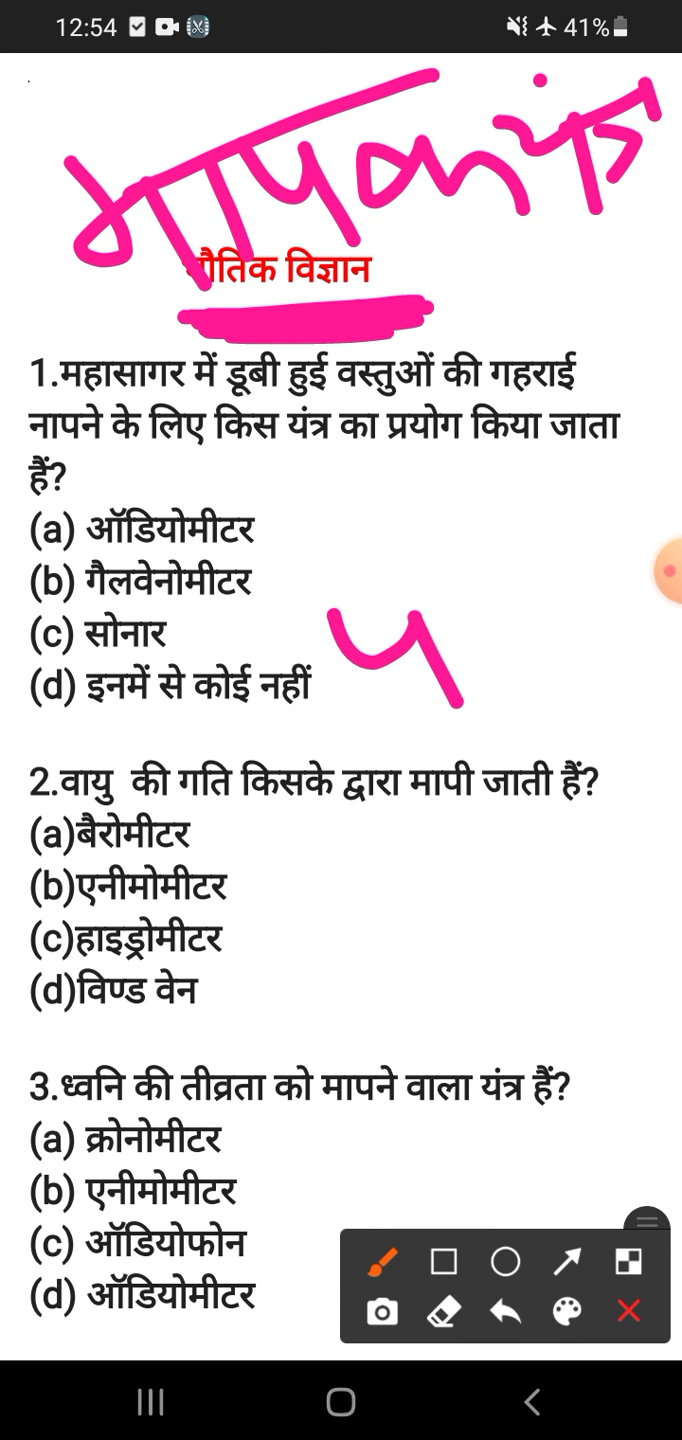 12:54
41%
मापक यंत्र
भौतिक विज्ञान
1.महासागर में डूबी हुई वस्तुओं की गहराई
नापने के लिए किस यंत्र का प्रयोग किया जाता
हैं?
(a) ऑडियोमीटर
(b) गैलवेनोमीटर
(c) सोनार
(d) इनमें से कोई नहीं
2.वायु की गति किसके द्वारा मापी जाती हैं?
(a)बैरोमीटर
(b)एनीमोमीटर
(c)हाइड्रोमीटर
(d)विण्ड वेन
3.ध्वनि की तीव्रता को मापने वाला यंत्र हैं?
(a) क्रोनोमीटर
(b) एनीमोमीटर
(c) ऑडियोफोन
(d) ऑडियोमीटर